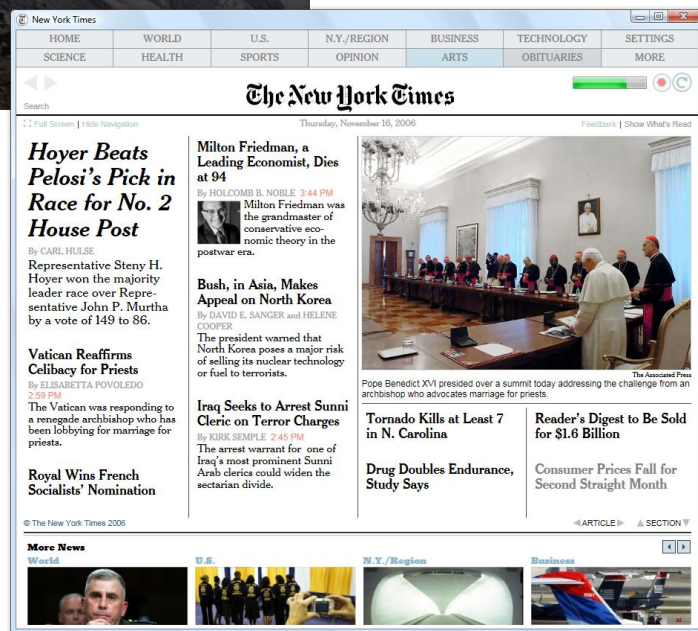 New York Times
HOME WORLD U.S. N.Y./REGION BUSINESS TECHNOLOGY SETTINGS
SCIENCE HEALTH SPORTS OPINION ARTS OBITUARIES MORE
Search
The New York Times
Full Screen | Hide Navigation
Thursday, November 16, 2006
Feedback | Show What's Read
Hoyer Beats
Pelosi's Pick in
Race for No. 2
House Post
By CARL HULSE
Representative Steny H.
Hoyer won the majority
leader race over Repre-
sentative John P. Murtha
by a vote of 149 to 86.
Vatican Reaffirms
Celibacy for Priests
By ELISABETTA POVOLEDO
2:59 PM
The Vatican was responding to
a renegade archbishop who has
been lobbying for marriage for
priests.
Royal Wins French
Socialists' Nomination
Milton Friedman, a
Leading Economist, Dies
at 94
By HOLCOMB B. NOBLE 3:44 PM
Milton Friedman was
the grandmaster of
conservative eco-
nomic theory in the
postwar era.
Bush, in Asia, Makes
Appeal on North Korea
By DAVID E. SANGER and HELENE
COOPER
The president warned that
North Korea poses a major risk
of selling its nuclear technology
or fuel to terrorists.
Iraq Seeks to Arrest Sunni
Cleric on Terror Charges
By KIRK SEMPLE 2:45 PM
The arrest warrant for one of
Iraq's most prominent Sunni
Arab clerics could widen the
sectarian divide.
The Associated Press
Pope Benedict XVI presided over a summit today addressing the challenge from an
archbishop who advocates marriage for priests.
Tornado Kills at Least 7
in N. Carolina
Drug Doubles Endurance,
Study Says
Reader's Digest to Be Sold
for $1.6 Billion
Consumer Prices Fall for
Second Straight Month
© The New York Times 2006
ARTICLE SECTION
More News
World U.S. N.Y./Region Business